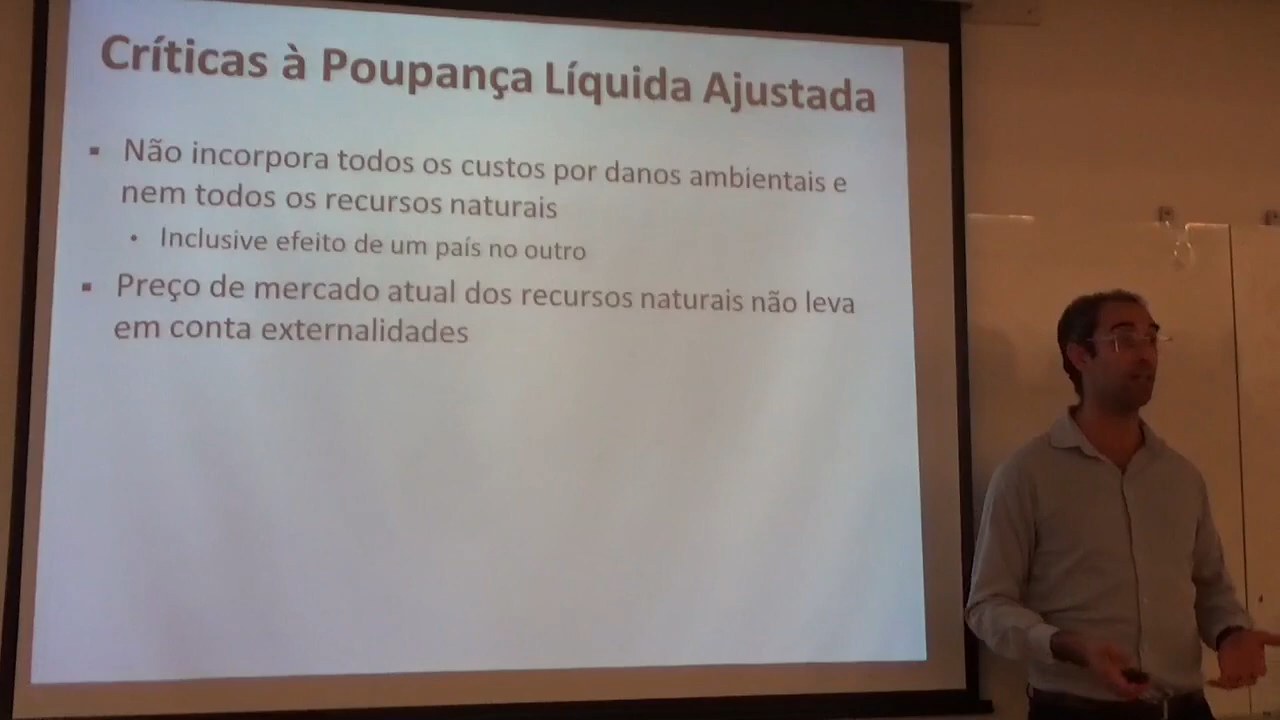 Críticas à Poupança Líquida Ajustada
▪ Não incorpora todos os custos por danos ambientais e
nem todos os recursos naturais
• Inclusive efeito de um país no outro
▪ Preço de mercado atual dos recursos naturais não leva
em conta externalidades